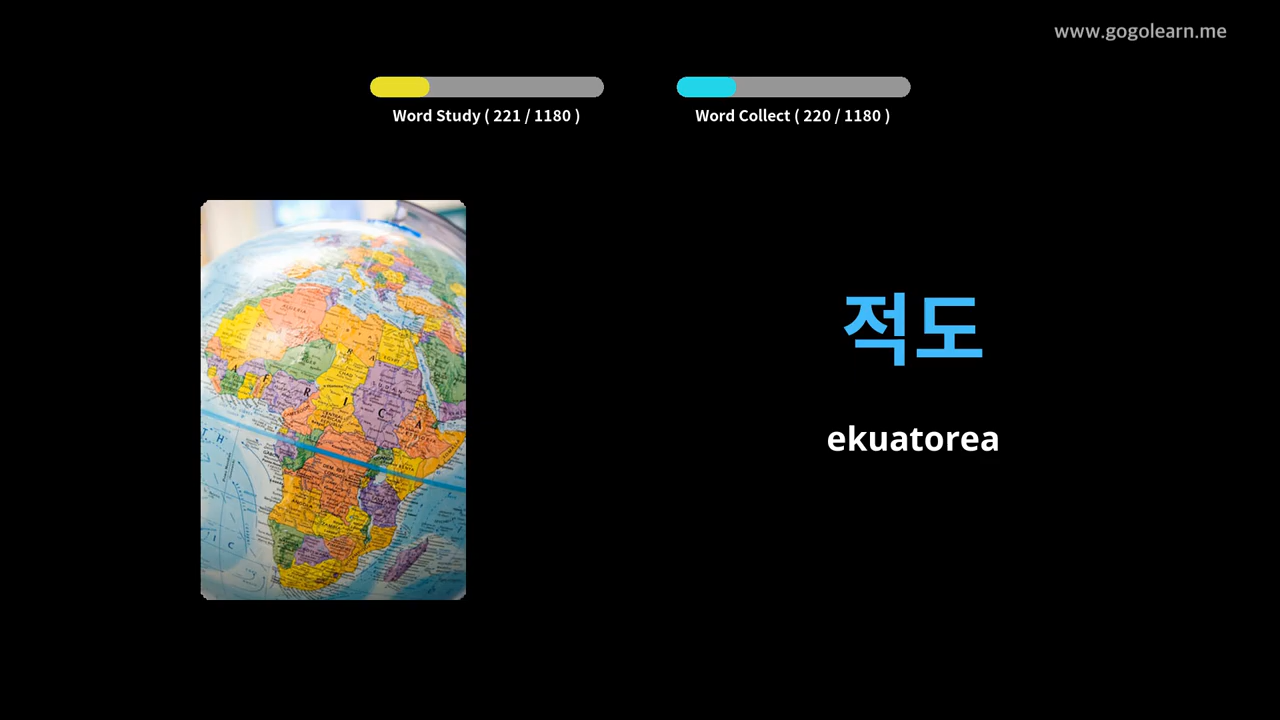 www.gogolearn.me
Word Study ( 221 / 1180 )
Word Collect ( 220 / 1180 )
적도
ekuatorea
A F R I C A